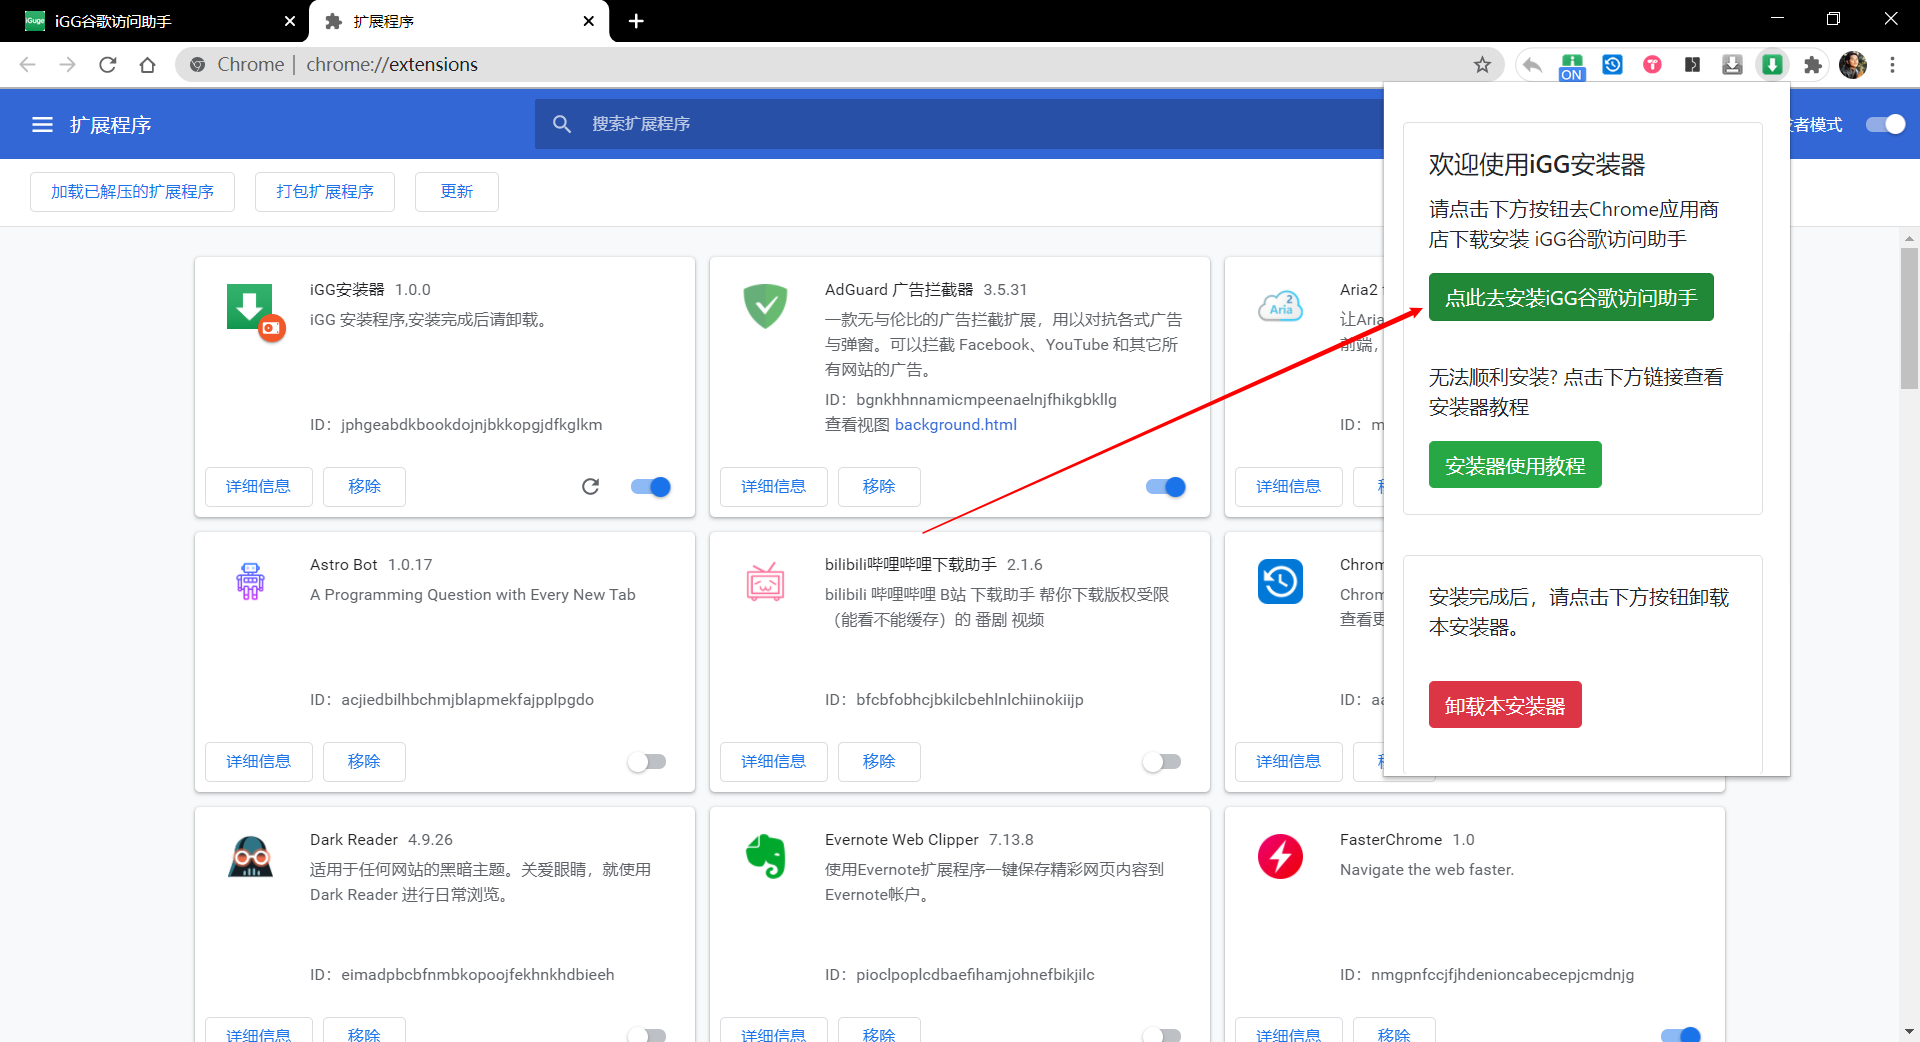 iGuge
iGG谷歌访问助手
扩展程序
Chrome | chrome://extensions
ON
扩展程序
搜索扩展程序
者模式
加载已解压的扩展程序
打包扩展程序
更新
iGG安装器 1.0.0
iGG 安装程序,安装完成后请卸载。
ID：jphgeabdkbookdojnjbkkopgjdfkglkm
详细信息
移除
AdGuard 广告拦截器 3.5.31
一款无与伦比的广告拦截扩展，用以对抗各式广告
与弹窗。可以拦截 Facebook、YouTube 和其它所
有网站的广告。
ID：bgnkhhnnamicmpeenaelnjfhikgbkllg
查看视图 background.html
详细信息
移除
2
Aria
Aria2
让Aria
前端，
ID：m
详细信息
欢迎使用iGG安装器
请点击下方按钮去Chrome应用商
店下载安装 iGG谷歌访问助手
点此去安装iGG谷歌访问助手
无法顺利安装? 点击下方链接查看
安装器教程
安装器使用教程
安装完成后，请点击下方按钮卸载
本安装器。
卸载本安装器
Astro Bot 1.0.17
A Programming Question with Every New Tab
ID：acjiedbilhbchmjblapmekfajpplpgdo
详细信息
移除
bilibili哔哩哔哩下载助手 2.1.6
bilibili 哔哩哔哩 B站 下载助手 帮你下载版权受限
（能看不能缓存）的 番剧 视频
ID：bfcbfobhcjbkilcbehlnlchiinokiijp
详细信息
移除
Chrom
Chrom
查看更
ID：aa
详细信息
Dark Reader 4.9.26
适用于任何网站的黑暗主题。关爱眼睛，就使用
Dark Reader 进行日常浏览。
ID：eimadpbcbfnmbkopoojfekhnkhdbieeh
详细信息
移除
Evernote Web Clipper 7.13.8
使用Evernote扩展程序一键保存精彩网页内容到
Evernote帐户。
ID：pioclpoplcdbaefihamjohnefbikjilc
详细信息
移除
FasterChrome 1.0
Navigate the web faster.
ID：nmgpnfccjfjhdenioncabecepjcmdnjg
详细信息
移除